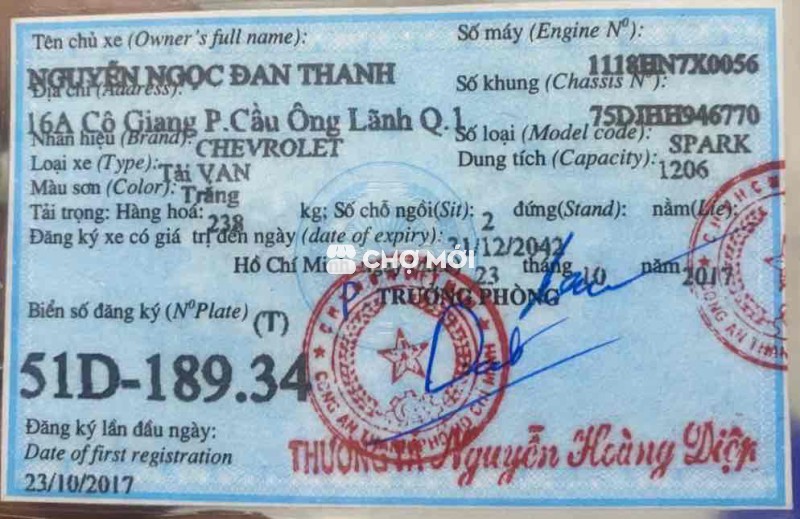 Tên chủ xe (Owner's full name):
NGUYỄN NGỌC ĐAN THANH
Địa chỉ (Address):
16A Cô Giang P.Cầu Ông Lãnh Q.1
Nhãn hiệu (Brand): CHEVROLET
Loại xe (Type): Tải VAN
Màu sơn (Color): Trắng
Số máy (Engine Nº):
Số khung (Chassis Nº):
Số loại (Model code): SPARK
Dung tích (Capacity): 1206
Tải trọng: Hàng hoá: 238 kg; Số chỗ ngồi(Sit): 2 đứng(Stand): nằm(Lie):
Đăng ký xe có giá trị đến ngày (date of expiry): 21/12/2042
CHỢ MỚI
Hồ Chí Minh 23 tháng 10 năm 2017
P TRƯỞNG PHÒNG
Biển số đăng ký (NºPlate) (T)
51D-189.34
Đăng ký lần đầu ngày:
Date of first registration
23/10/2017
THƯỢNG TÁ Nguyễn Hoàng Diệp